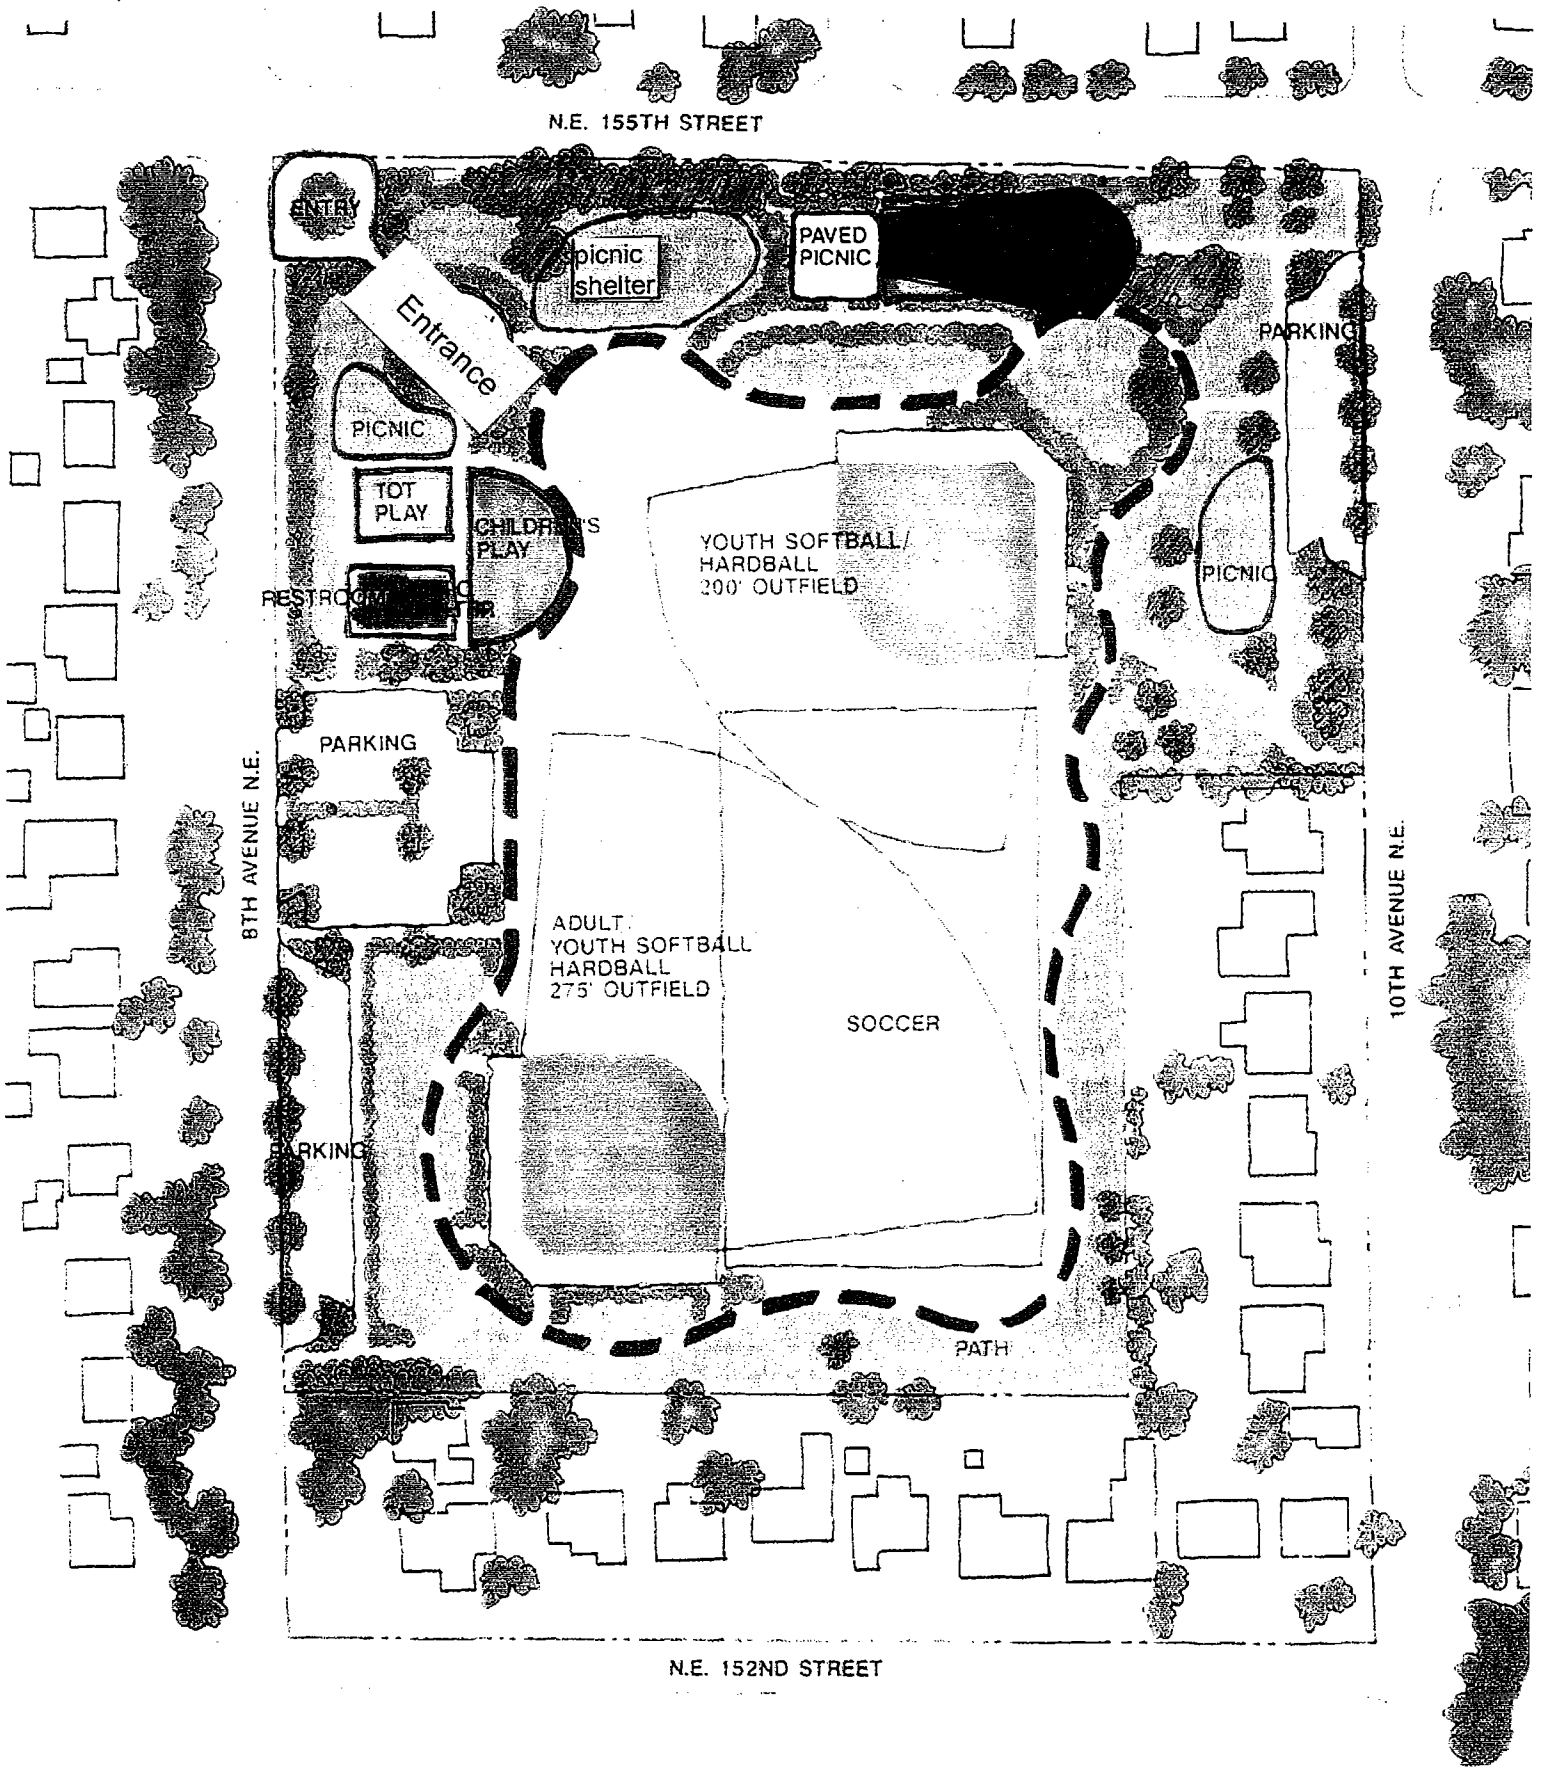 N.E. 155TH STREET
ENTRY
picnic
shelter
PAVED
PICNIC
Entrance
PARKING
PICNIC
TOT
PLAY
CHILDREN'S
PLAY
YOUTH SOFTBALL/
HARDBALL
200' OUTFIELD
PICNIC
PARKING
8TH AVENUE N.E.
10TH AVENUE N.E.
ADULT/
YOUTH SOFTBALL
HARDBALL
275' OUTFIELD
SOCCER
PARKING
PATH
N.E. 152ND STREET